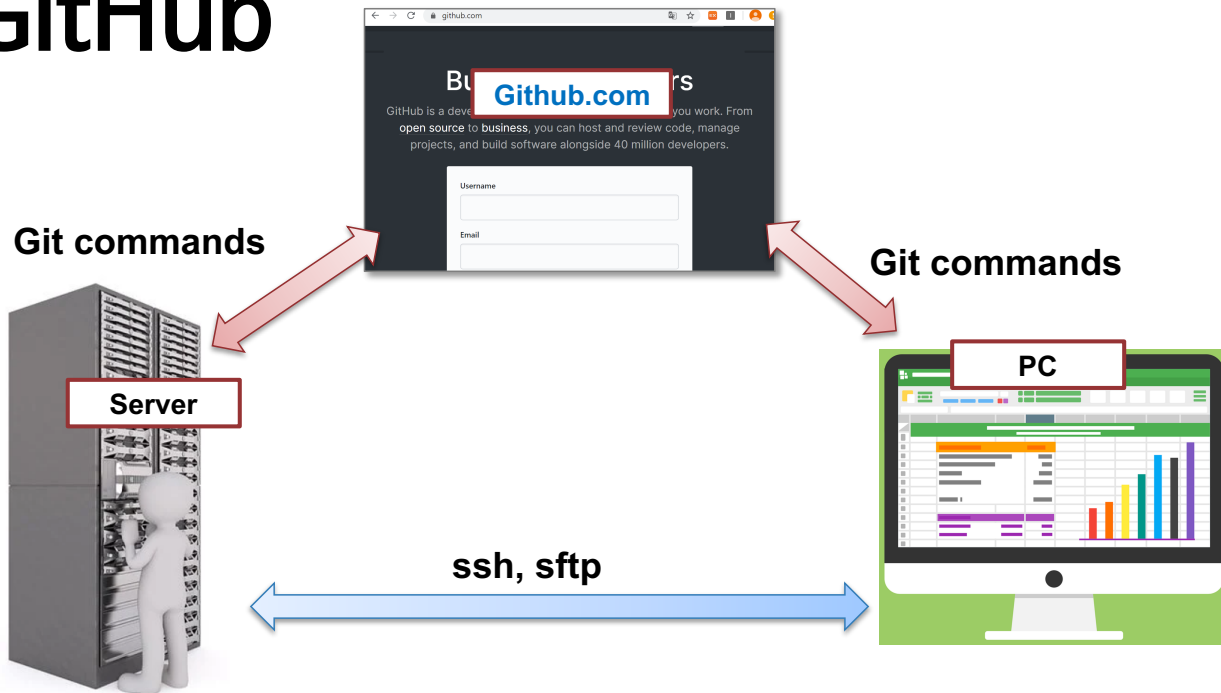 GitHub
github.com
Bu rs
Github.com
GitHub is a deve you work. From
open source to business, you can host and review code, manage
projects, and build software alongside 40 million developers.
Username
Email
Git commands
Git commands
Server
PC
ssh, sftp